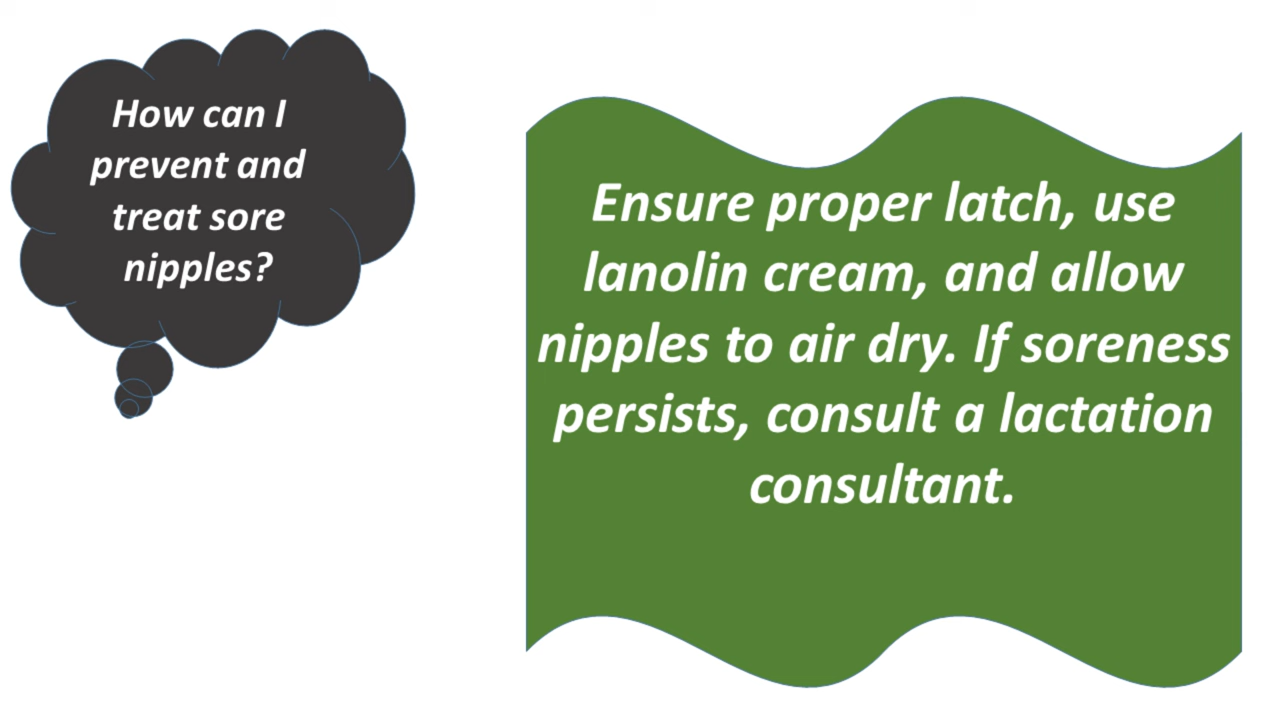 How can I
prevent and
treat sore
nipples?
Ensure proper latch, use
lanolin cream, and allow
nipples to air dry. If soreness
persists, consult a lactation
consultant.